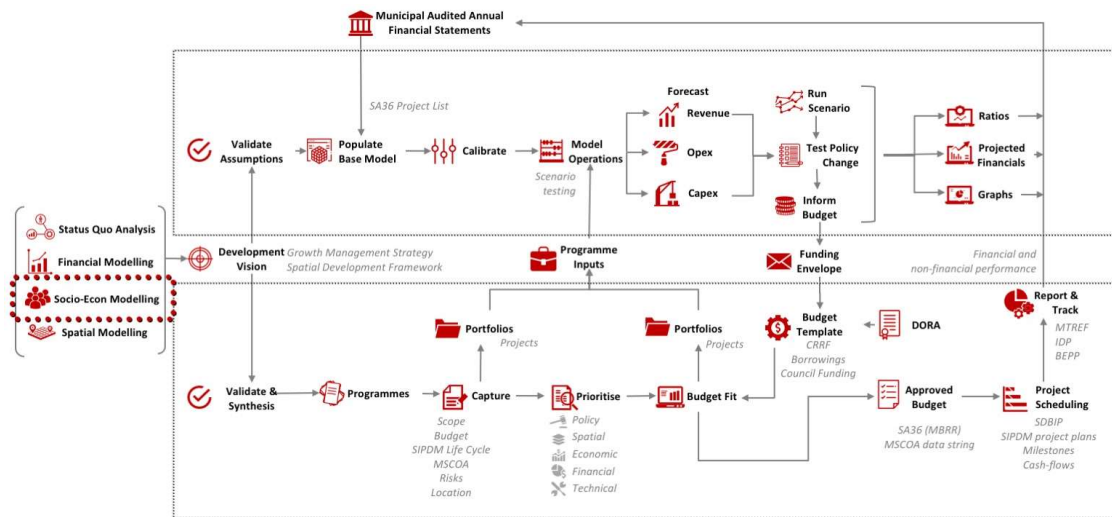 Municipal Audited Annual
Financial Statements
SA36 Project List
Validate
Assumptions
Populate
Base Model
Calibrate
Model
Operations
Scenario
testing
Forecast
Revenue
Opex
Capex
Run
Scenario
Test Policy
Change
Inform
Budget
Ratios
Projected
Financials
Graphs
Status Quo Analysis
Financial Modelling
Socio-Econ Modelling
Spatial Modelling
Development
Vision
Growth Management Strategy
Spatial Development Framework
Programme
Inputs
Funding
Envelope
Financial and
non-financial performance
Portfolios
Projects
Portfolios
Projects
Budget
Template
CRRF
Borrowings
Council Funding
DORA
Report &
Track
MTREF
IDP
BEPP
Validate &
Synthesis
Programmes
Capture
Scope
Budget
SIPDM Life Cycle
MSCOA
Risks
Location
Prioritise
Policy
Spatial
Economic
Financial
Technical
Budget Fit
Approved
Budget
SA36 (MBRR)
MSCOA data string
Project
Scheduling
SDBIP
SIPDM project plans
Milestones
Cash-flows